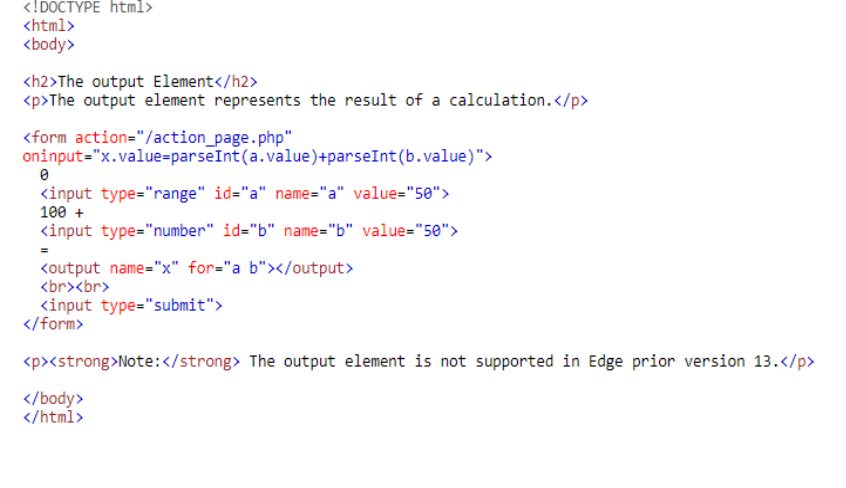 <!DOCTYPE html>
<html>
<body>
<h2>The output Element</h2>
<p>The output element represents the result of a calculation.</p>
<form action="/action_page.php"
oninput="x.value=parseInt(a.value)+parseInt(b.value)">
0
<input type="range" id="a" name="a" value="50">
100 +
<input type="number" id="b" name="b" value="50">
=
<output name="x" for="a b"></output>
<br><br>
<input type="submit">
</form>
<p><strong>Note:</strong> The output element is not supported in Edge prior version 13.</p>
</body>
</html>